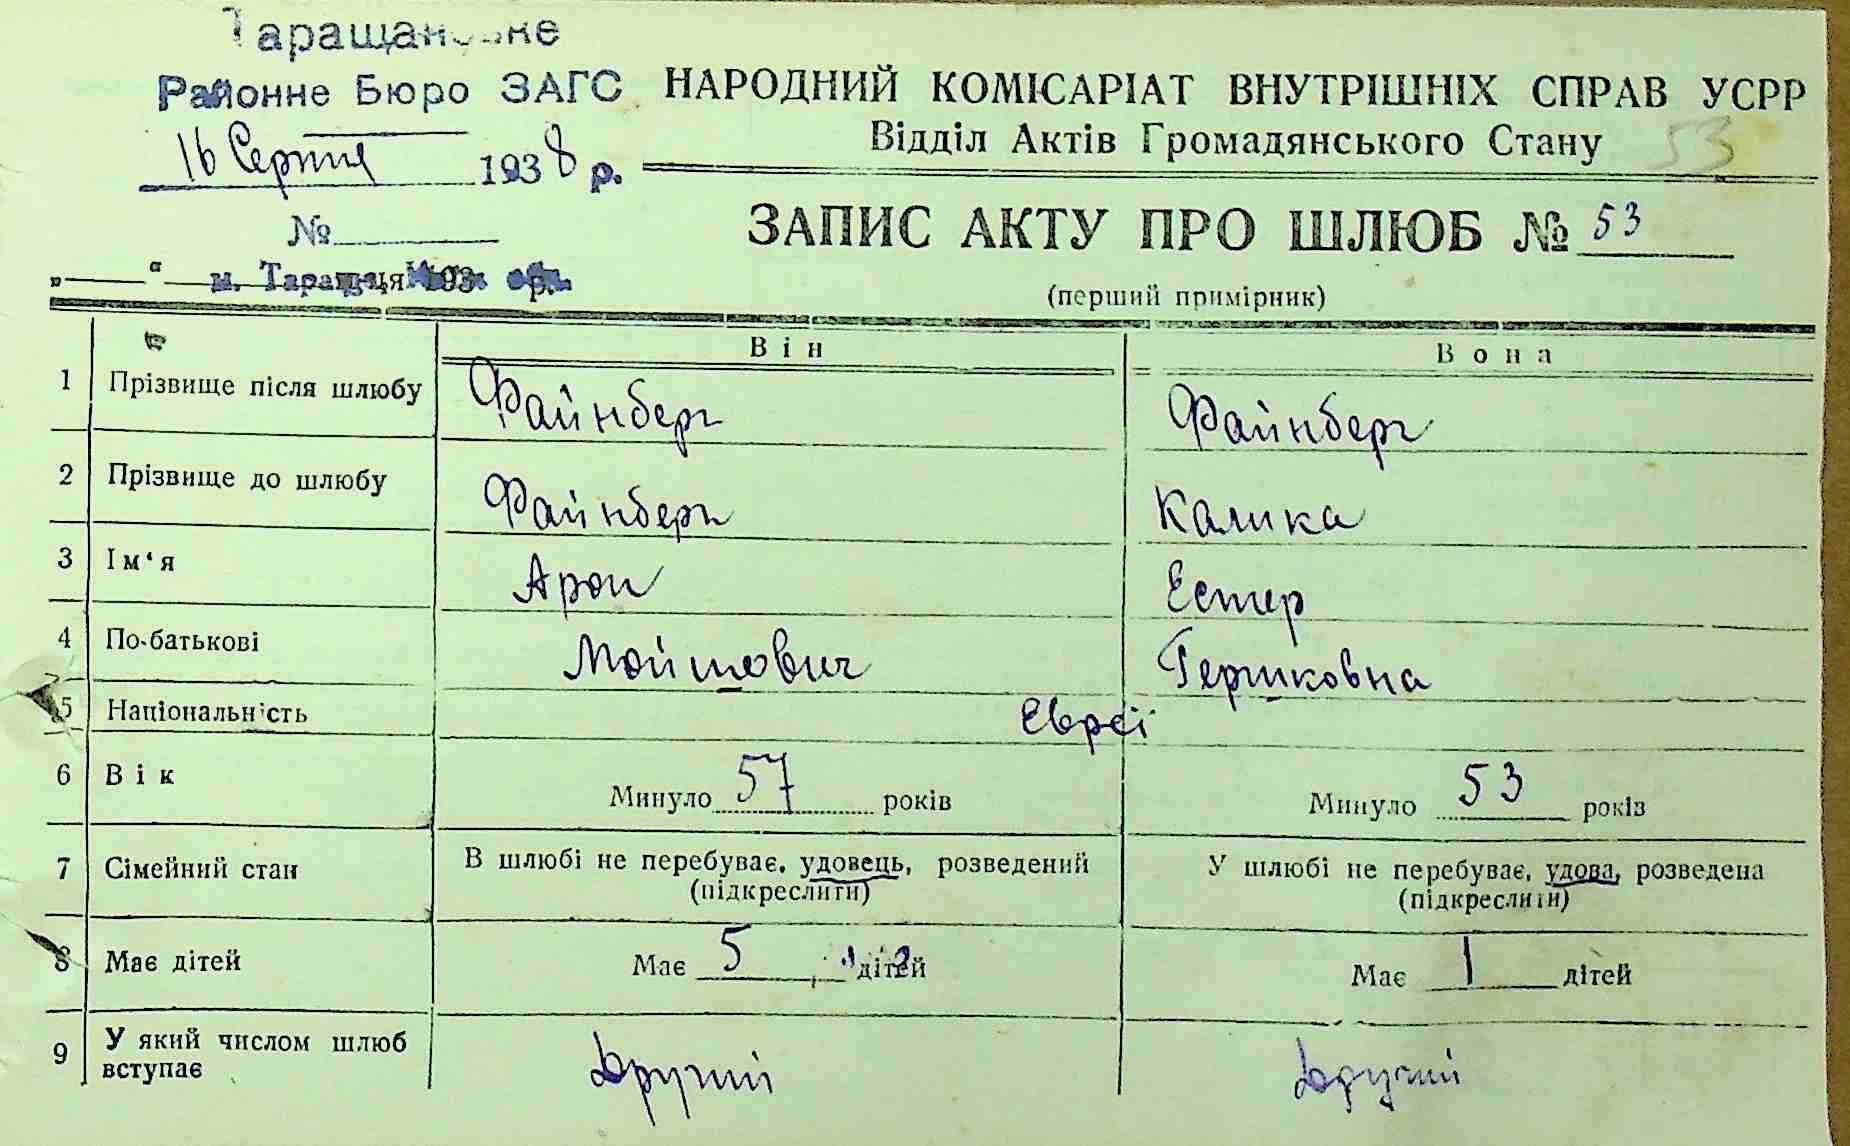 Таращанське
Районне Бюро ЗАГС
16 Серпня 1938 р.
№
м. Тараща
НАРОДНИЙ КОМІСАРІАТ ВНУТРІШНІХ СПРАВ УСРР
Відділ Актів Громадянського Стану 53
ЗАПИС АКТУ ПРО ШЛЮБ № 53
(перший примірник)
Він Вона
1 Прізвище після шлюбу Файнберг Файнберг
2 Прізвище до шлюбу Файнберг Калика
3 Ім‘я Арон Естер
4 По-батькові Мойшович Гершковна
5 Національність Евреї
6 Вік Минуло 57 років Минуло 53 років
7 Сімейний стан В шлюбі не перебуває, удовець, розведений (підкреслити) У шлюбі не перебуває, удова, розведена (підкреслити)
8 Має дітей Має 5 дітей Має 1 дітей
9 У який числом шлюб вступає Другий Другий